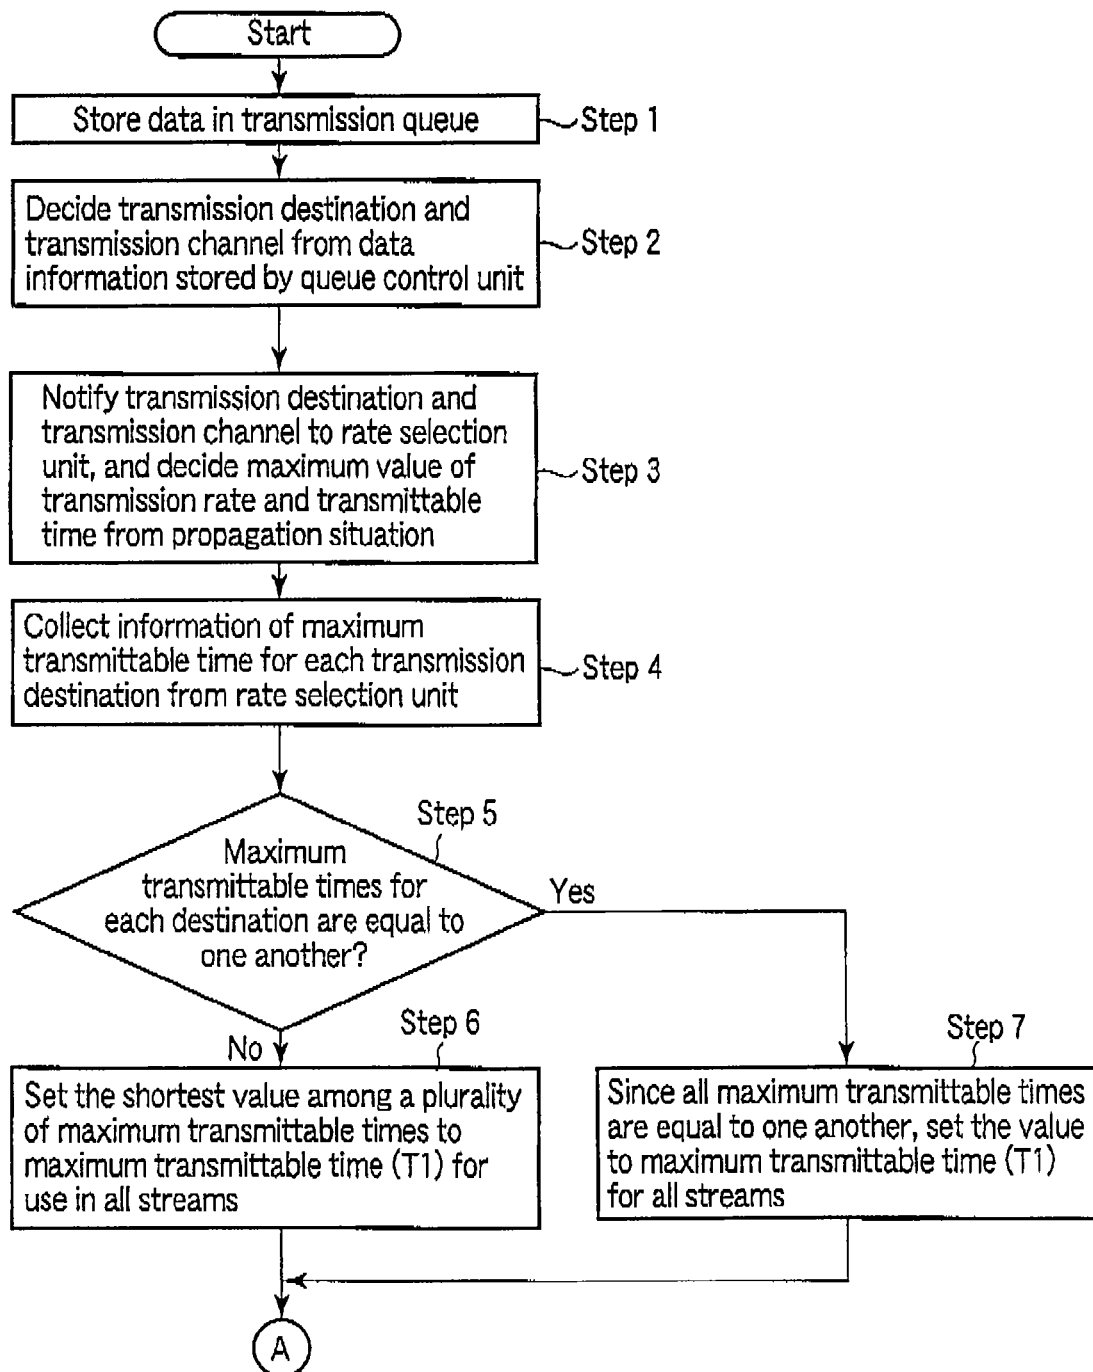 Start
Store data in transmission queue
Step 1
Decide transmission destination and
transmission channel from data
information stored by queue control unit
Step 2
Notify transmission destination and
transmission channel to rate selection
unit, and decide maximum value of
transmission rate and transmittable
time from propagation situation
Step 3
Collect information of maximum
transmittable time for each transmission
destination from rate selection unit
Step 4
Step 5
Maximum
transmittable times for
each destination are equal to
one another?
Yes
No
Step 6
Set the shortest value among a plurality
of maximum transmittable times to
maximum transmittable time (T1) for
use in all streams
Step 7
Since all maximum transmittable times
are equal to one another, set the value
to maximum transmittable time (T1)
for all streams
A